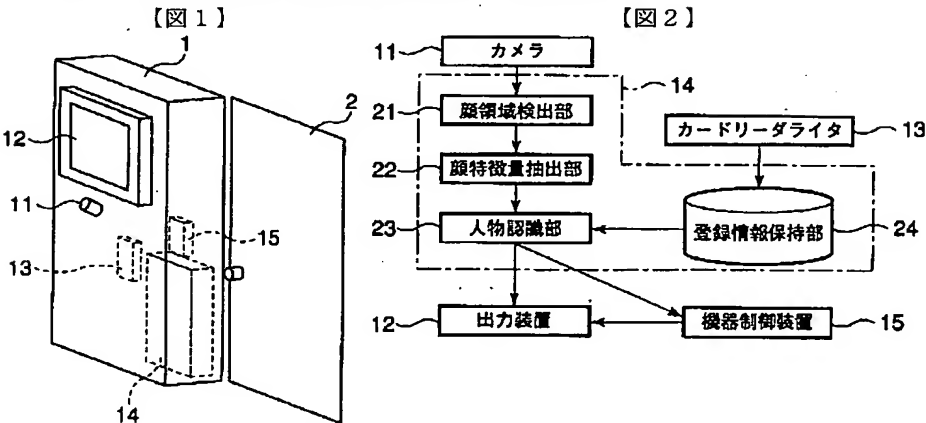 【図１】
1
2
12
11
13
15
14
【図２】
11 カメラ
14
21 顔領域検出部
カードリーダライタ 13
22 顔特徴量抽出部
23 人物認識部
登録情報保持部 24
12 出力装置
機器制御装置 15